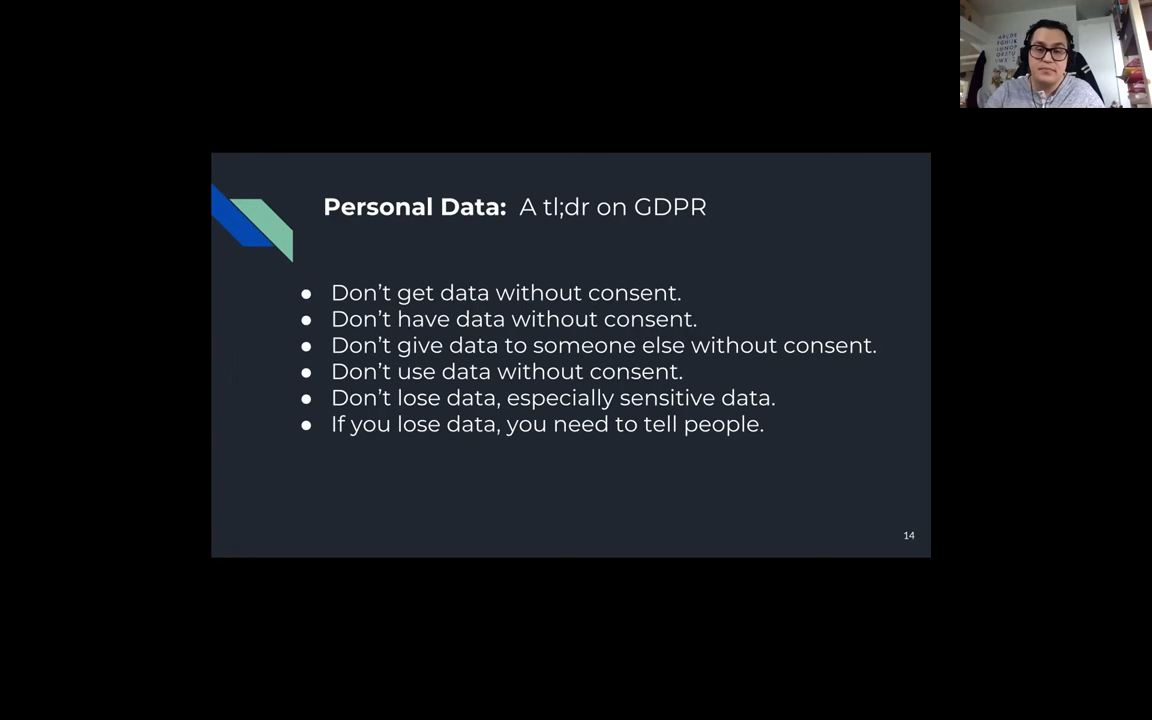 Personal Data: A tl;dr on GDPR
● Don’t get data without consent.
● Don’t have data without consent.
● Don’t give data to someone else without consent.
● Don’t use data without consent.
● Don’t lose data, especially sensitive data.
● If you lose data, you need to tell people.
14